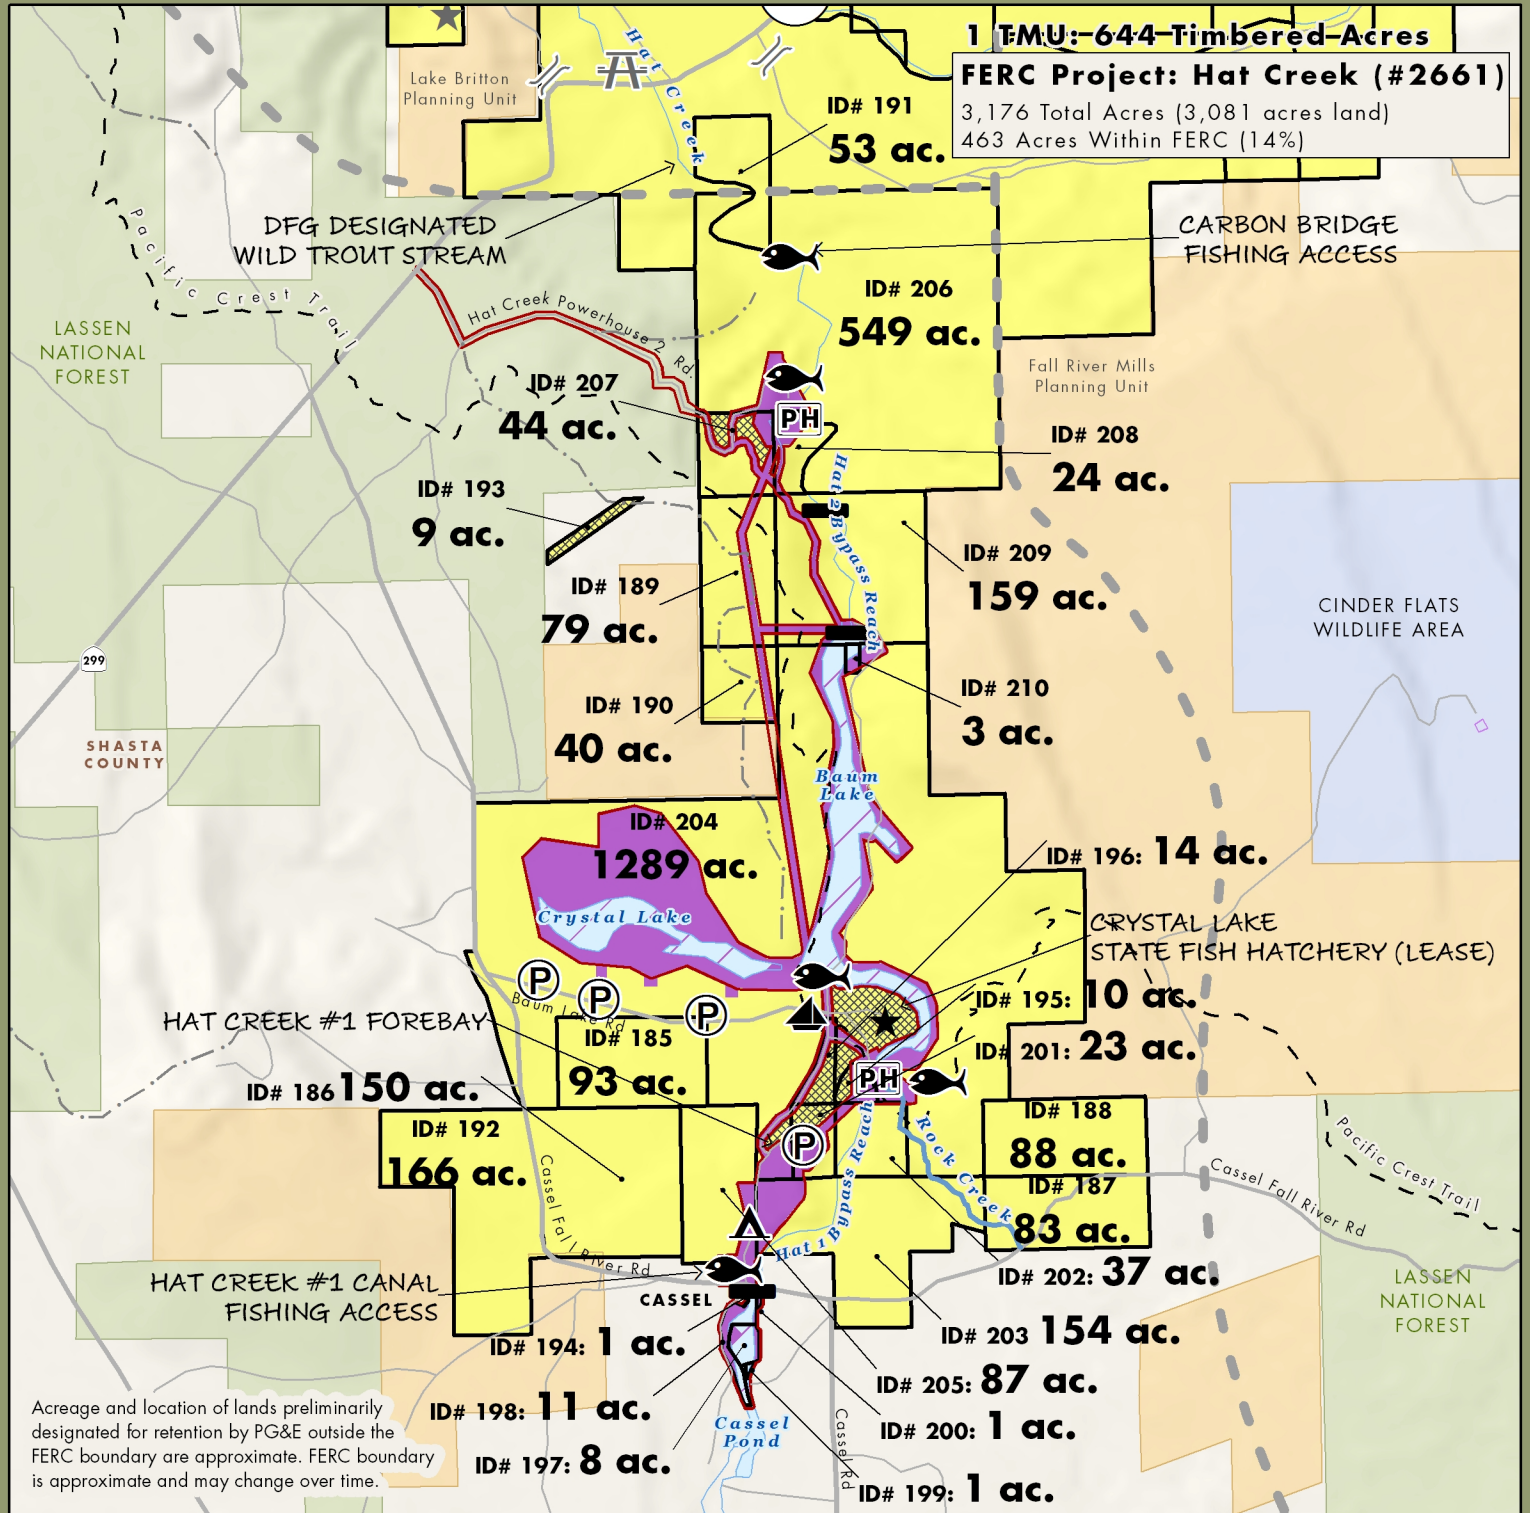 1 TMU: 644 Timbered Acres
FERC Project: Hat Creek (#2661)
3,176 Total Acres (3,081 acres land)
463 Acres Within FERC (14%)
Lake Britton
Planning Unit
Hat Creek
ID# 191
53 ac.
DFG DESIGNATED
WILD TROUT STREAM
CARBON BRIDGE
FISHING ACCESS
Pacific Crest Trail
Hat Creek Powerhouse 2 Rd.
ID# 206
549 ac.
LASSEN
NATIONAL
FOREST
Fall River Mills
Planning Unit
ID# 207
44 ac.
PH
ID# 208
24 ac.
ID# 193
9 ac.
Hat 2 Bypass Reach
ID# 209
159 ac.
ID# 189
79 ac.
CINDER FLATS
WILDLIFE AREA
299
ID# 210
3 ac.
ID# 190
40 ac.
SHASTA
COUNTY
Baum
Lake
ID# 204
1289 ac.
ID# 196: 14 ac.
Crystal Lake
CRYSTAL LAKE
STATE FISH HATCHERY (LEASE)
P
P
P
Baum Lake Rd
ID# 195: 10 ac.
HAT CREEK #1 FOREBAY
ID# 185
93 ac.
ID# 201: 23 ac.
PH
ID# 186 150 ac.
ID# 192
166 ac.
P
Hat 1 Bypass Reach
Rock Creek
ID# 188
88 ac.
ID# 187
83 ac.
Pacific Crest Trail
Cassel Fall River Rd
Cassel Fall River Rd
ID# 202: 37 ac.
HAT CREEK #1 CANAL
FISHING ACCESS
CASSEL
LASSEN
NATIONAL
FOREST
ID# 203 154 ac.
ID# 194: 1 ac.
ID# 205: 87 ac.
ID# 198: 11 ac.
ID# 200: 1 ac.
Cassel
Pond
Cassel Rd
ID# 197: 8 ac.
ID# 199: 1 ac.
Acreage and location of lands preliminarily
designated for retention by PG&E outside the
FERC boundary are approximate. FERC boundary
is approximate and may change over time.